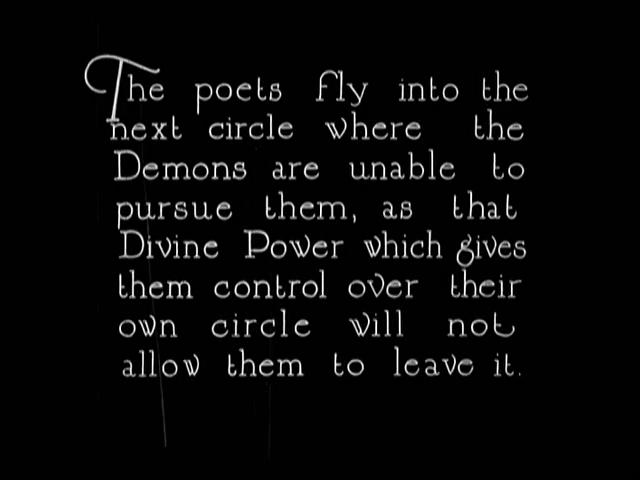 The poets fly into the
next circle where the
Demons are unable to
pursue them, as that
Divine Power which gives
them control over their
own circle will not
allow them to leave it.